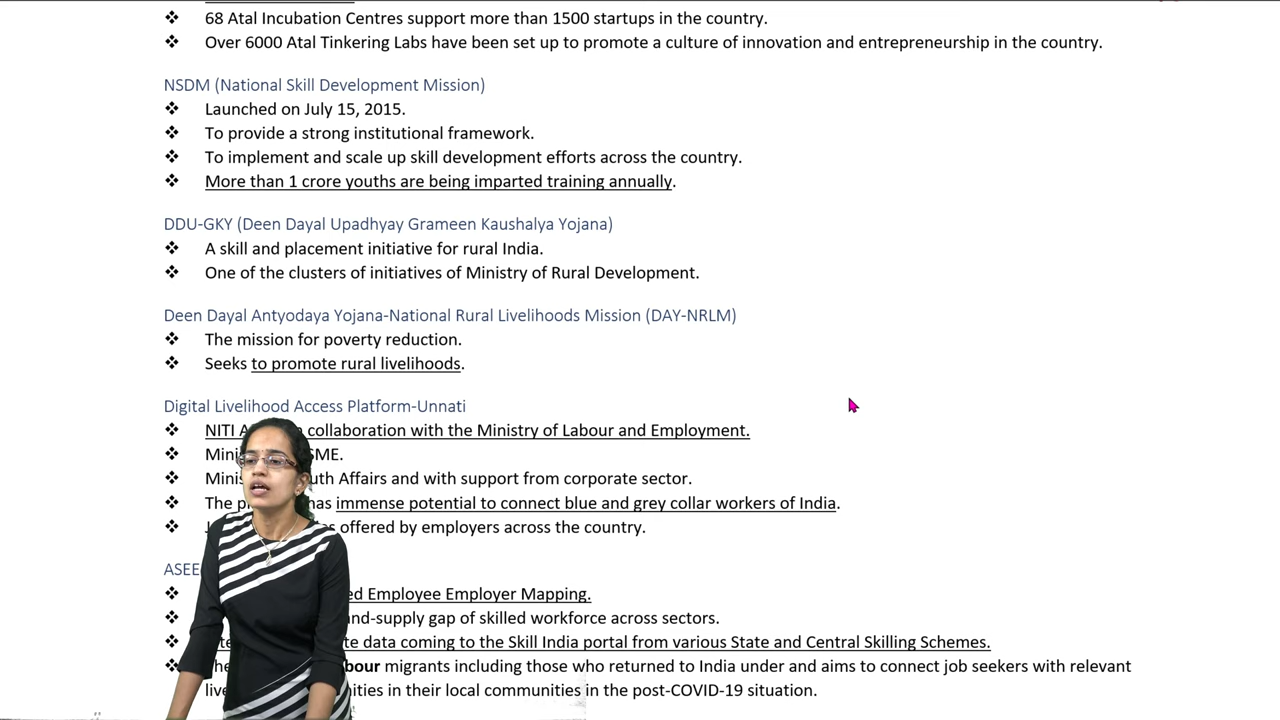 ❖ 68 Atal Incubation Centres support more than 1500 startups in the country.
❖ Over 6000 Atal Tinkering Labs have been set up to promote a culture of innovation and entrepreneurship in the country.
NSDM (National Skill Development Mission)
❖ Launched on July 15, 2015.
❖ To provide a strong institutional framework.
❖ To implement and scale up skill development efforts across the country.
❖ More than 1 crore youths are being imparted training annually.
DDU-GKY (Deen Dayal Upadhyay Grameen Kaushalya Yojana)
❖ A skill and placement initiative for rural India.
❖ One of the clusters of initiatives of Ministry of Rural Development.
Deen Dayal Antyodaya Yojana-National Rural Livelihoods Mission (DAY-NRLM)
❖ The mission for poverty reduction.
❖ Seeks to promote rural livelihoods.
Digital Livelihood Access Platform-Unnati
❖ NITI collaboration with the Ministry of Labour and Employment.
❖ SME.
❖ Affairs and with support from corporate sector.
❖ The has immense potential to connect blue and grey collar workers of India.
❖ offered by employers across the country.
ASEE
❖ Employee Employer Mapping.
❖ gap of skilled workforce across sectors.
❖ data coming to the Skill India portal from various State and Central Skilling Schemes.
❖ migrants including those who returned to India under and aims to connect job seekers with relevant
in their local communities in the post-COVID-19 situation.